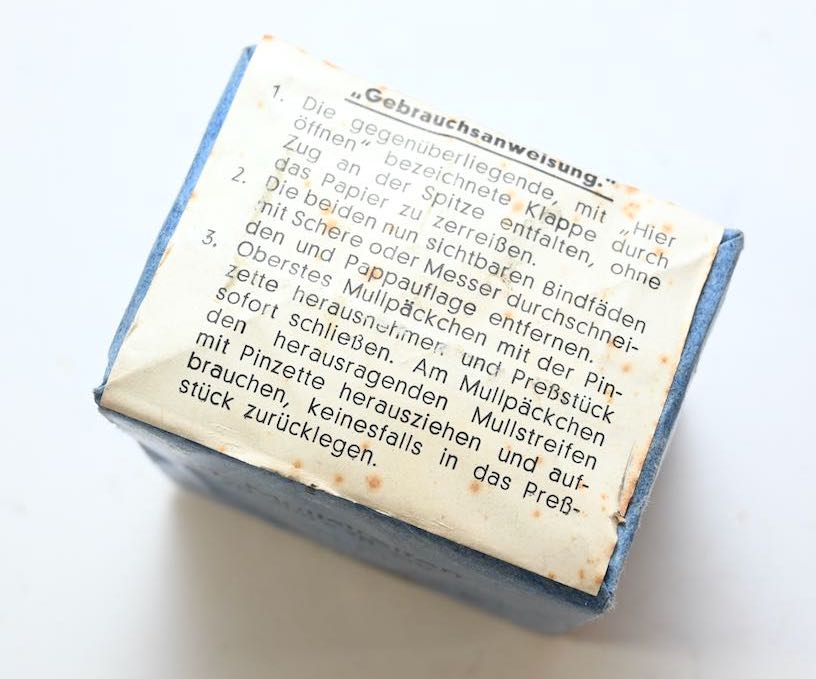 „Gebrauchsanweisung.“
1. Die gegenüberliegende, mit „Hier
öffnen“ bezeichnete Klappe durch
Zug an der Spitze entfalten, ohne
das Papier zu zerreißen.
2. Die beiden nun sichtbaren Bindfäden
mit Schere oder Messer durchschnei-
den und Pappauflage entfernen.
3. Oberstes Mullpäckchen mit der Pin-
zette herausnehmen und Preßstück
sofort schließen. Am Mullpäckchen
den herausragenden Mullstreifen
mit Pinzette herausziehen und auf-
brauchen, keinesfalls in das Preß-
stück zurücklegen.